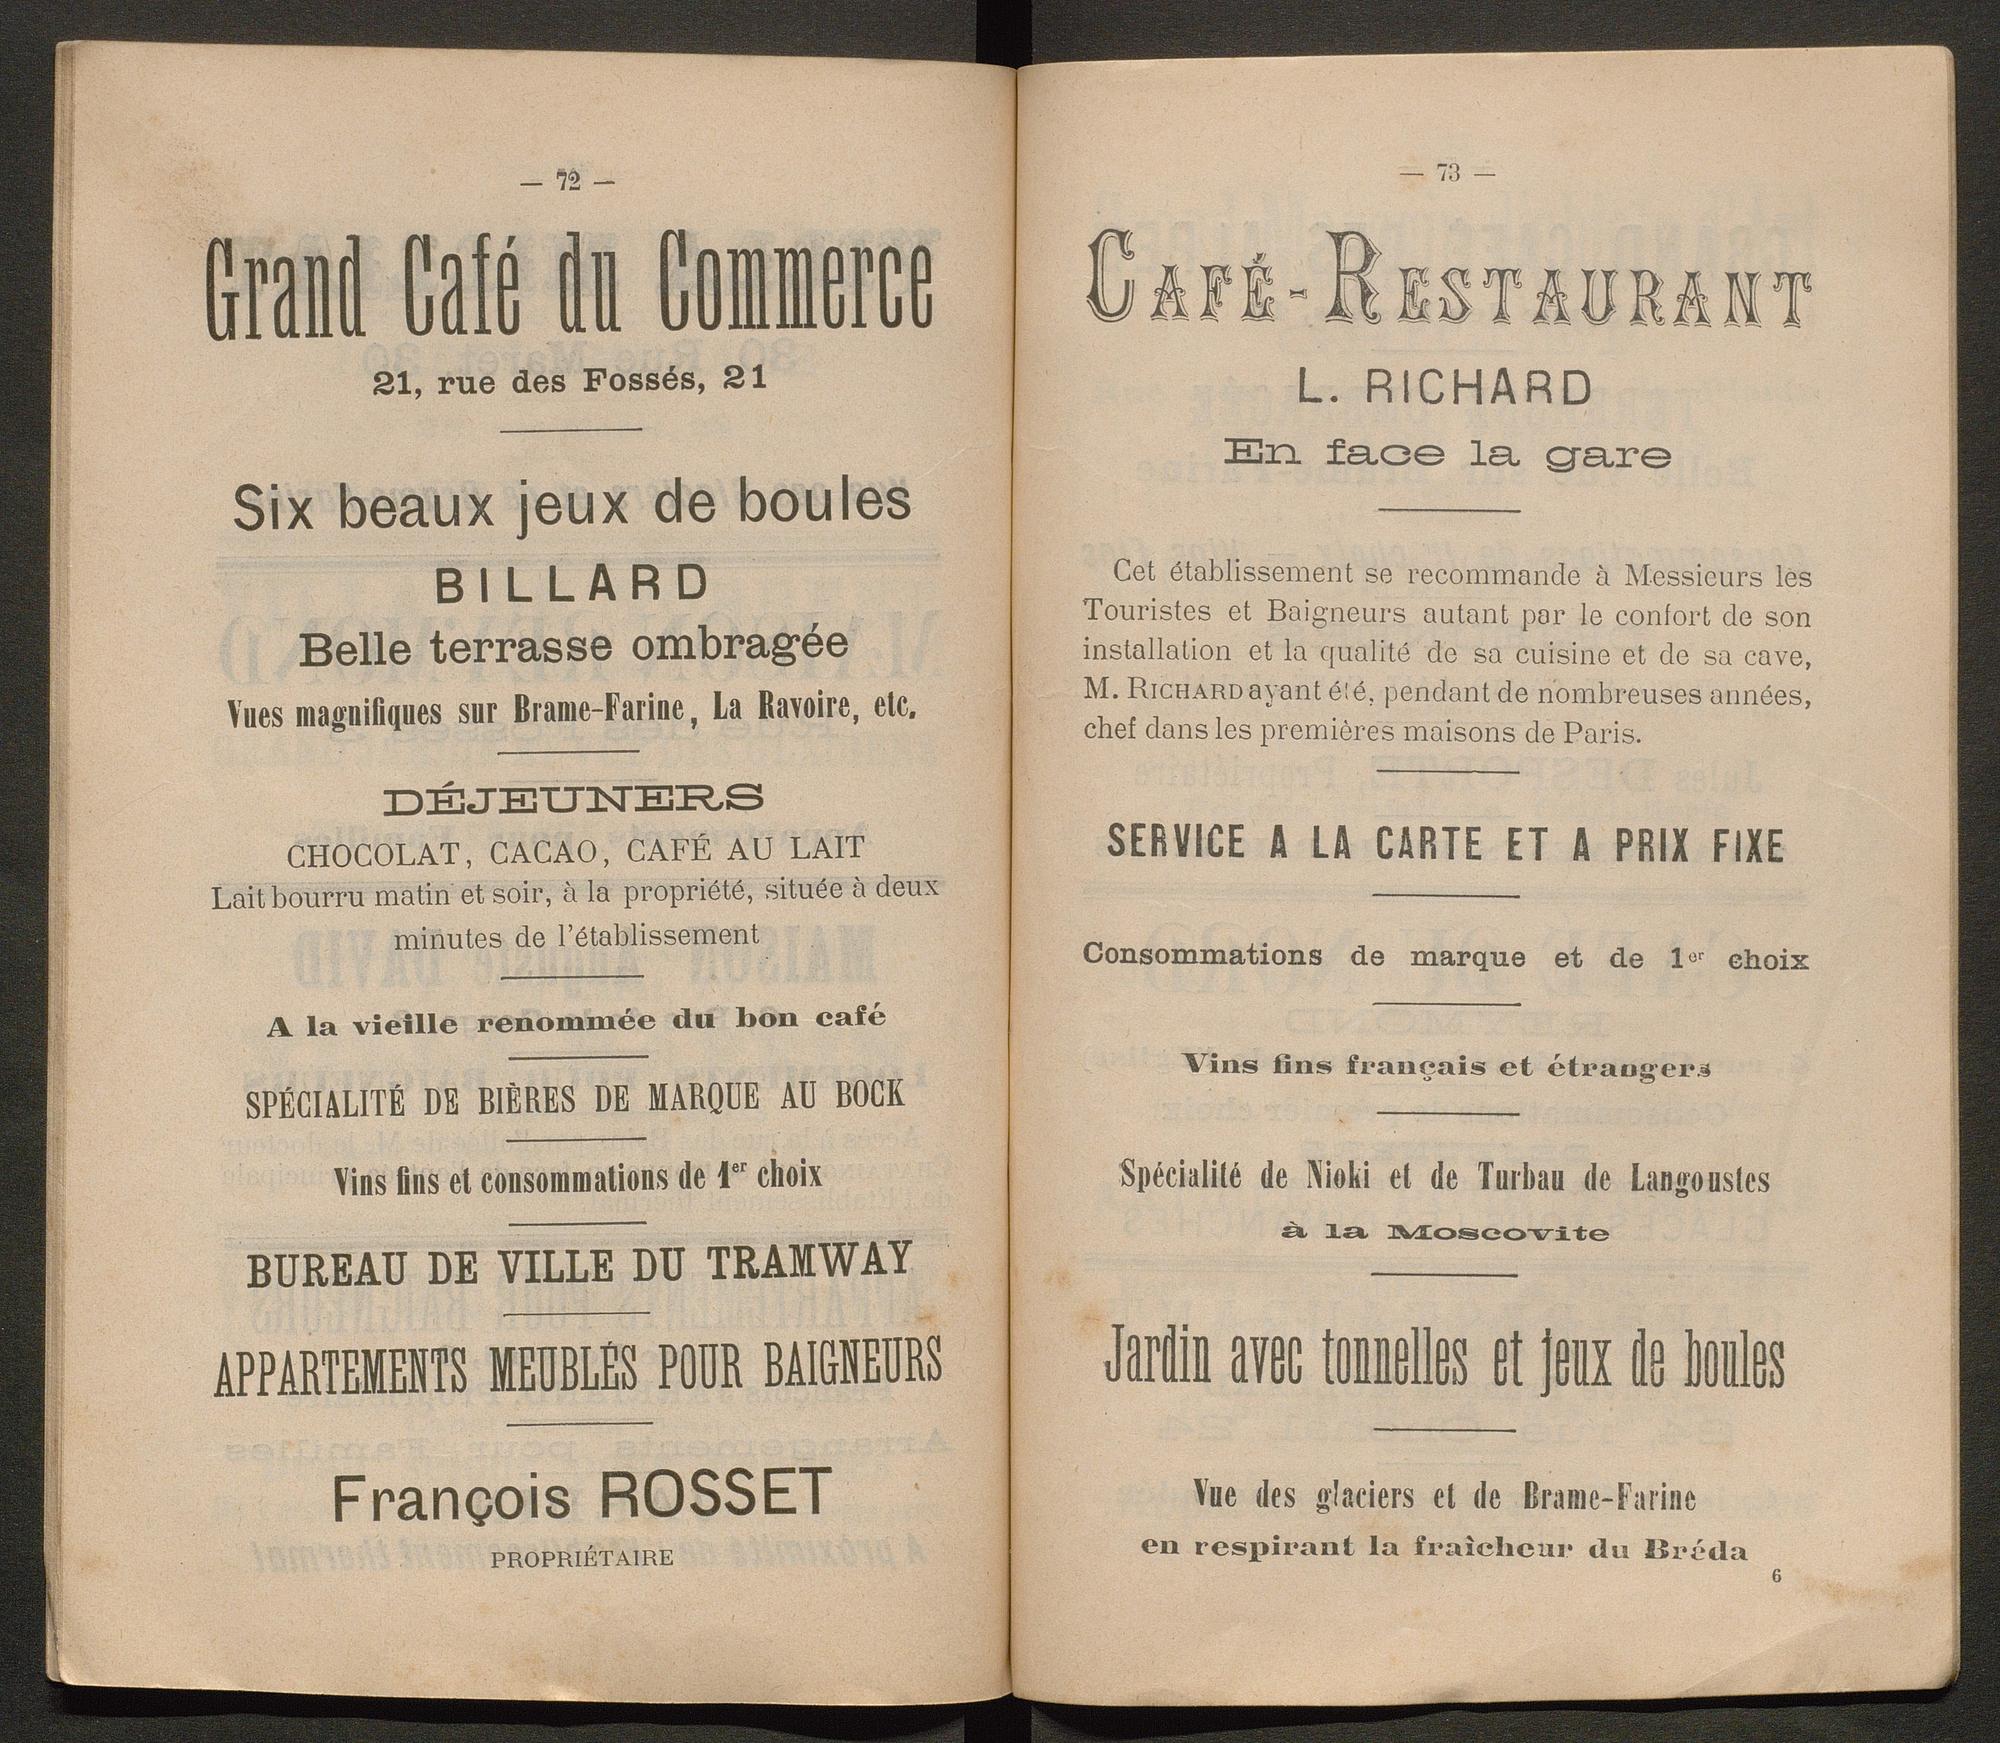 — 72 —
Grand Café du Commerce
21, rue des Fossés, 21
Six beaux jeux de boules
BILLARD
Belle terrasse ombragée
Vues magnifiques sur Brame-Farine, La Ravoire, etc.
DÉJEUNERS
CHOCOLAT, CACAO, CAFÉ AU LAIT
Lait bourru matin et soir, à la propriété, située à deux
minutes de l'établissement
A la vieille renommée du bon café
SPÉCIALITÉ DE BIÈRES DE MARQUE AU BOCK
Vins fins et consommations de 1er choix
BUREAU DE VILLE DU TRAMWAY
APPARTEMENTS MEUBLÉS POUR BAIGNEURS
François ROSSET
PROPRIÉTAIRE
— 73 —
CAFÉ-RESTAURANT
L. RICHARD
En face la gare
Cet établissement se recommande à Messieurs les
Touristes et Baigneurs autant par le confort de son
installation et la qualité de sa cuisine et de sa cave,
M. RICHARD ayant été, pendant de nombreuses années,
chef dans les premières maisons de Paris.
SERVICE A LA CARTE ET A PRIX FIXE
Consommations de marque et de 1er choix
Vins fins français et étrangers
Spécialité de Nioki et de Turbau de Langoustes
à la Moscovite
Jardin avec tonnelles et jeux de boules
Vue des glaciers et de Brame-Farine
en respirant la fraîcheur du Bréda
6